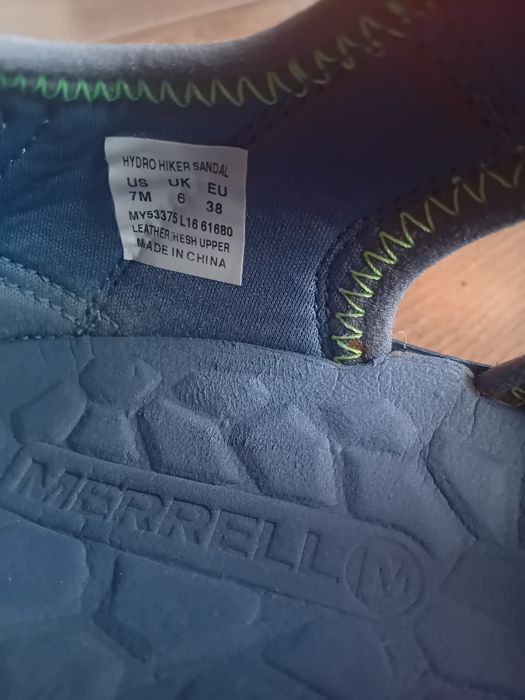 HYDRO HIKER SANDAL
US UK EU
7M 6 38
MY53375 L16 61680
LEATHER/MESH UPPER
MADE IN CHINA
MERRELL M